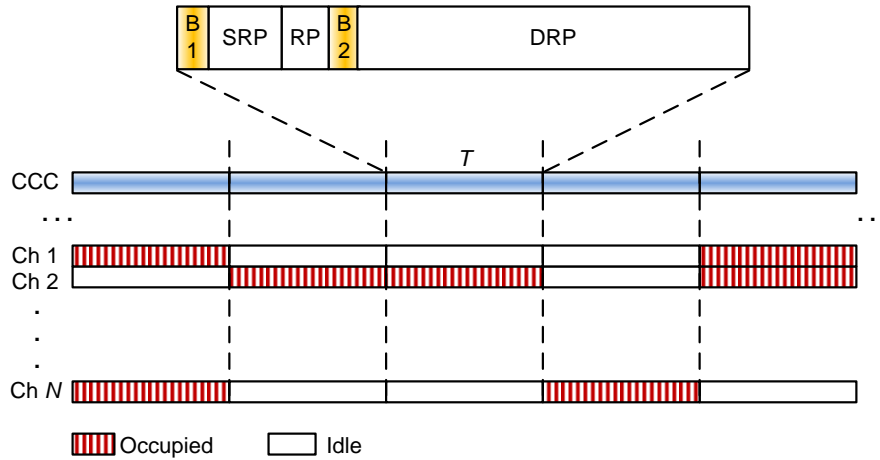 B 1 SRP RP B 2 DRP
T
CCC
. . . . .
Ch 1
Ch 2
.
.
.
Ch N
Occupied Idle